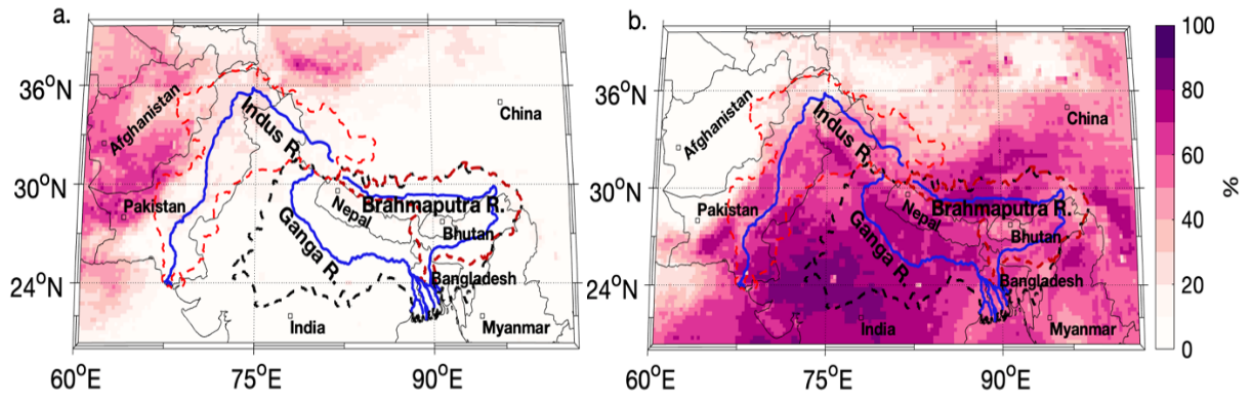 a.
36°N
30°N
24°N
60°E
75°E
90°E
Afghanistan
Indus R.
China
Pakistan
Nepal
Brahmaputra R.
Ganga R.
Bhutan
Bangladesh
India
Myanmar
b.
36°N
30°N
24°N
60°E
75°E
90°E
Afghanistan
Indus R.
China
Pakistan
Nepal
Brahmaputra R.
Ganga R.
Bhutan
Bangladesh
India
Myanmar
100
80
60
40
20
0
%